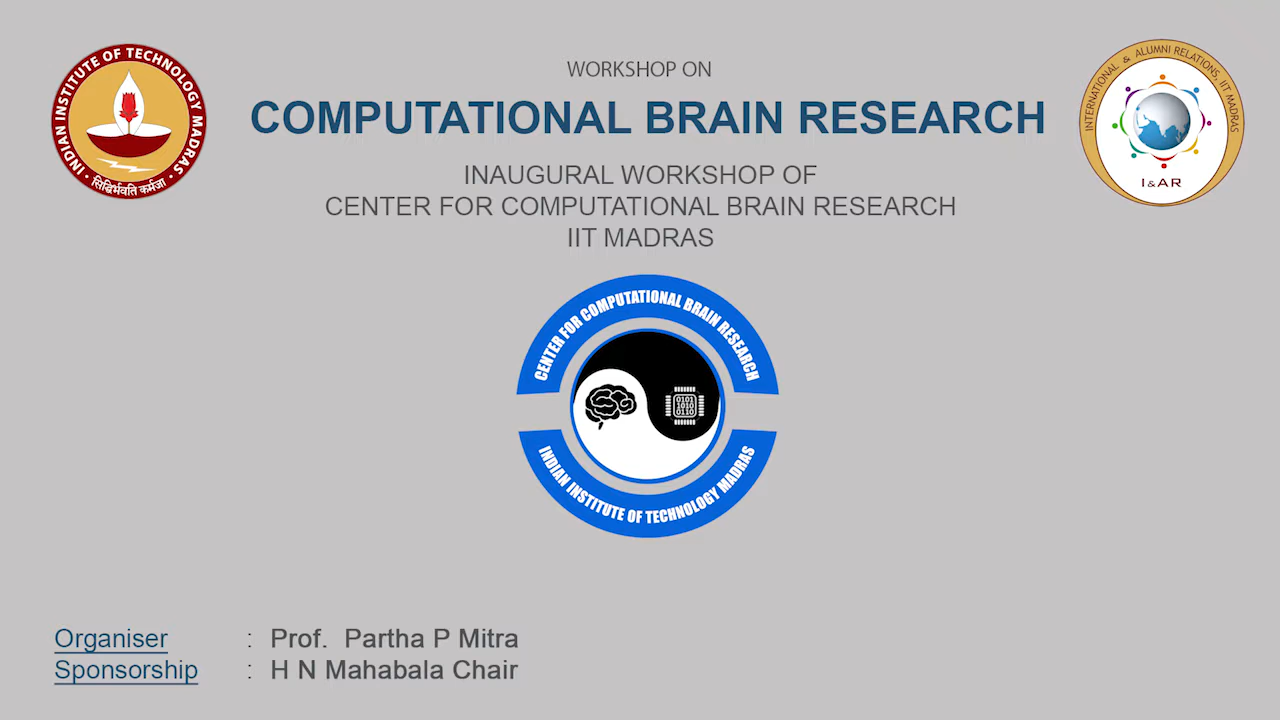 INDIAN INSTITUTE OF TECHNOLOGY MADRAS
सिद्धिर्भवति कर्मजा
WORKSHOP ON
COMPUTATIONAL BRAIN RESEARCH
INAUGURAL WORKSHOP OF
CENTER FOR COMPUTATIONAL BRAIN RESEARCH
IIT MADRAS
INTERNATIONAL & ALUMNI RELATIONS, IIT MADRAS
I&AR
CENTER FOR COMPUTATIONAL BRAIN RESEARCH
0101
1010
0110
INDIAN INSTITUTE OF TECHNOLOGY MADRAS
Organiser : Prof. Partha P Mitra
Sponsorship : H N Mahabala Chair